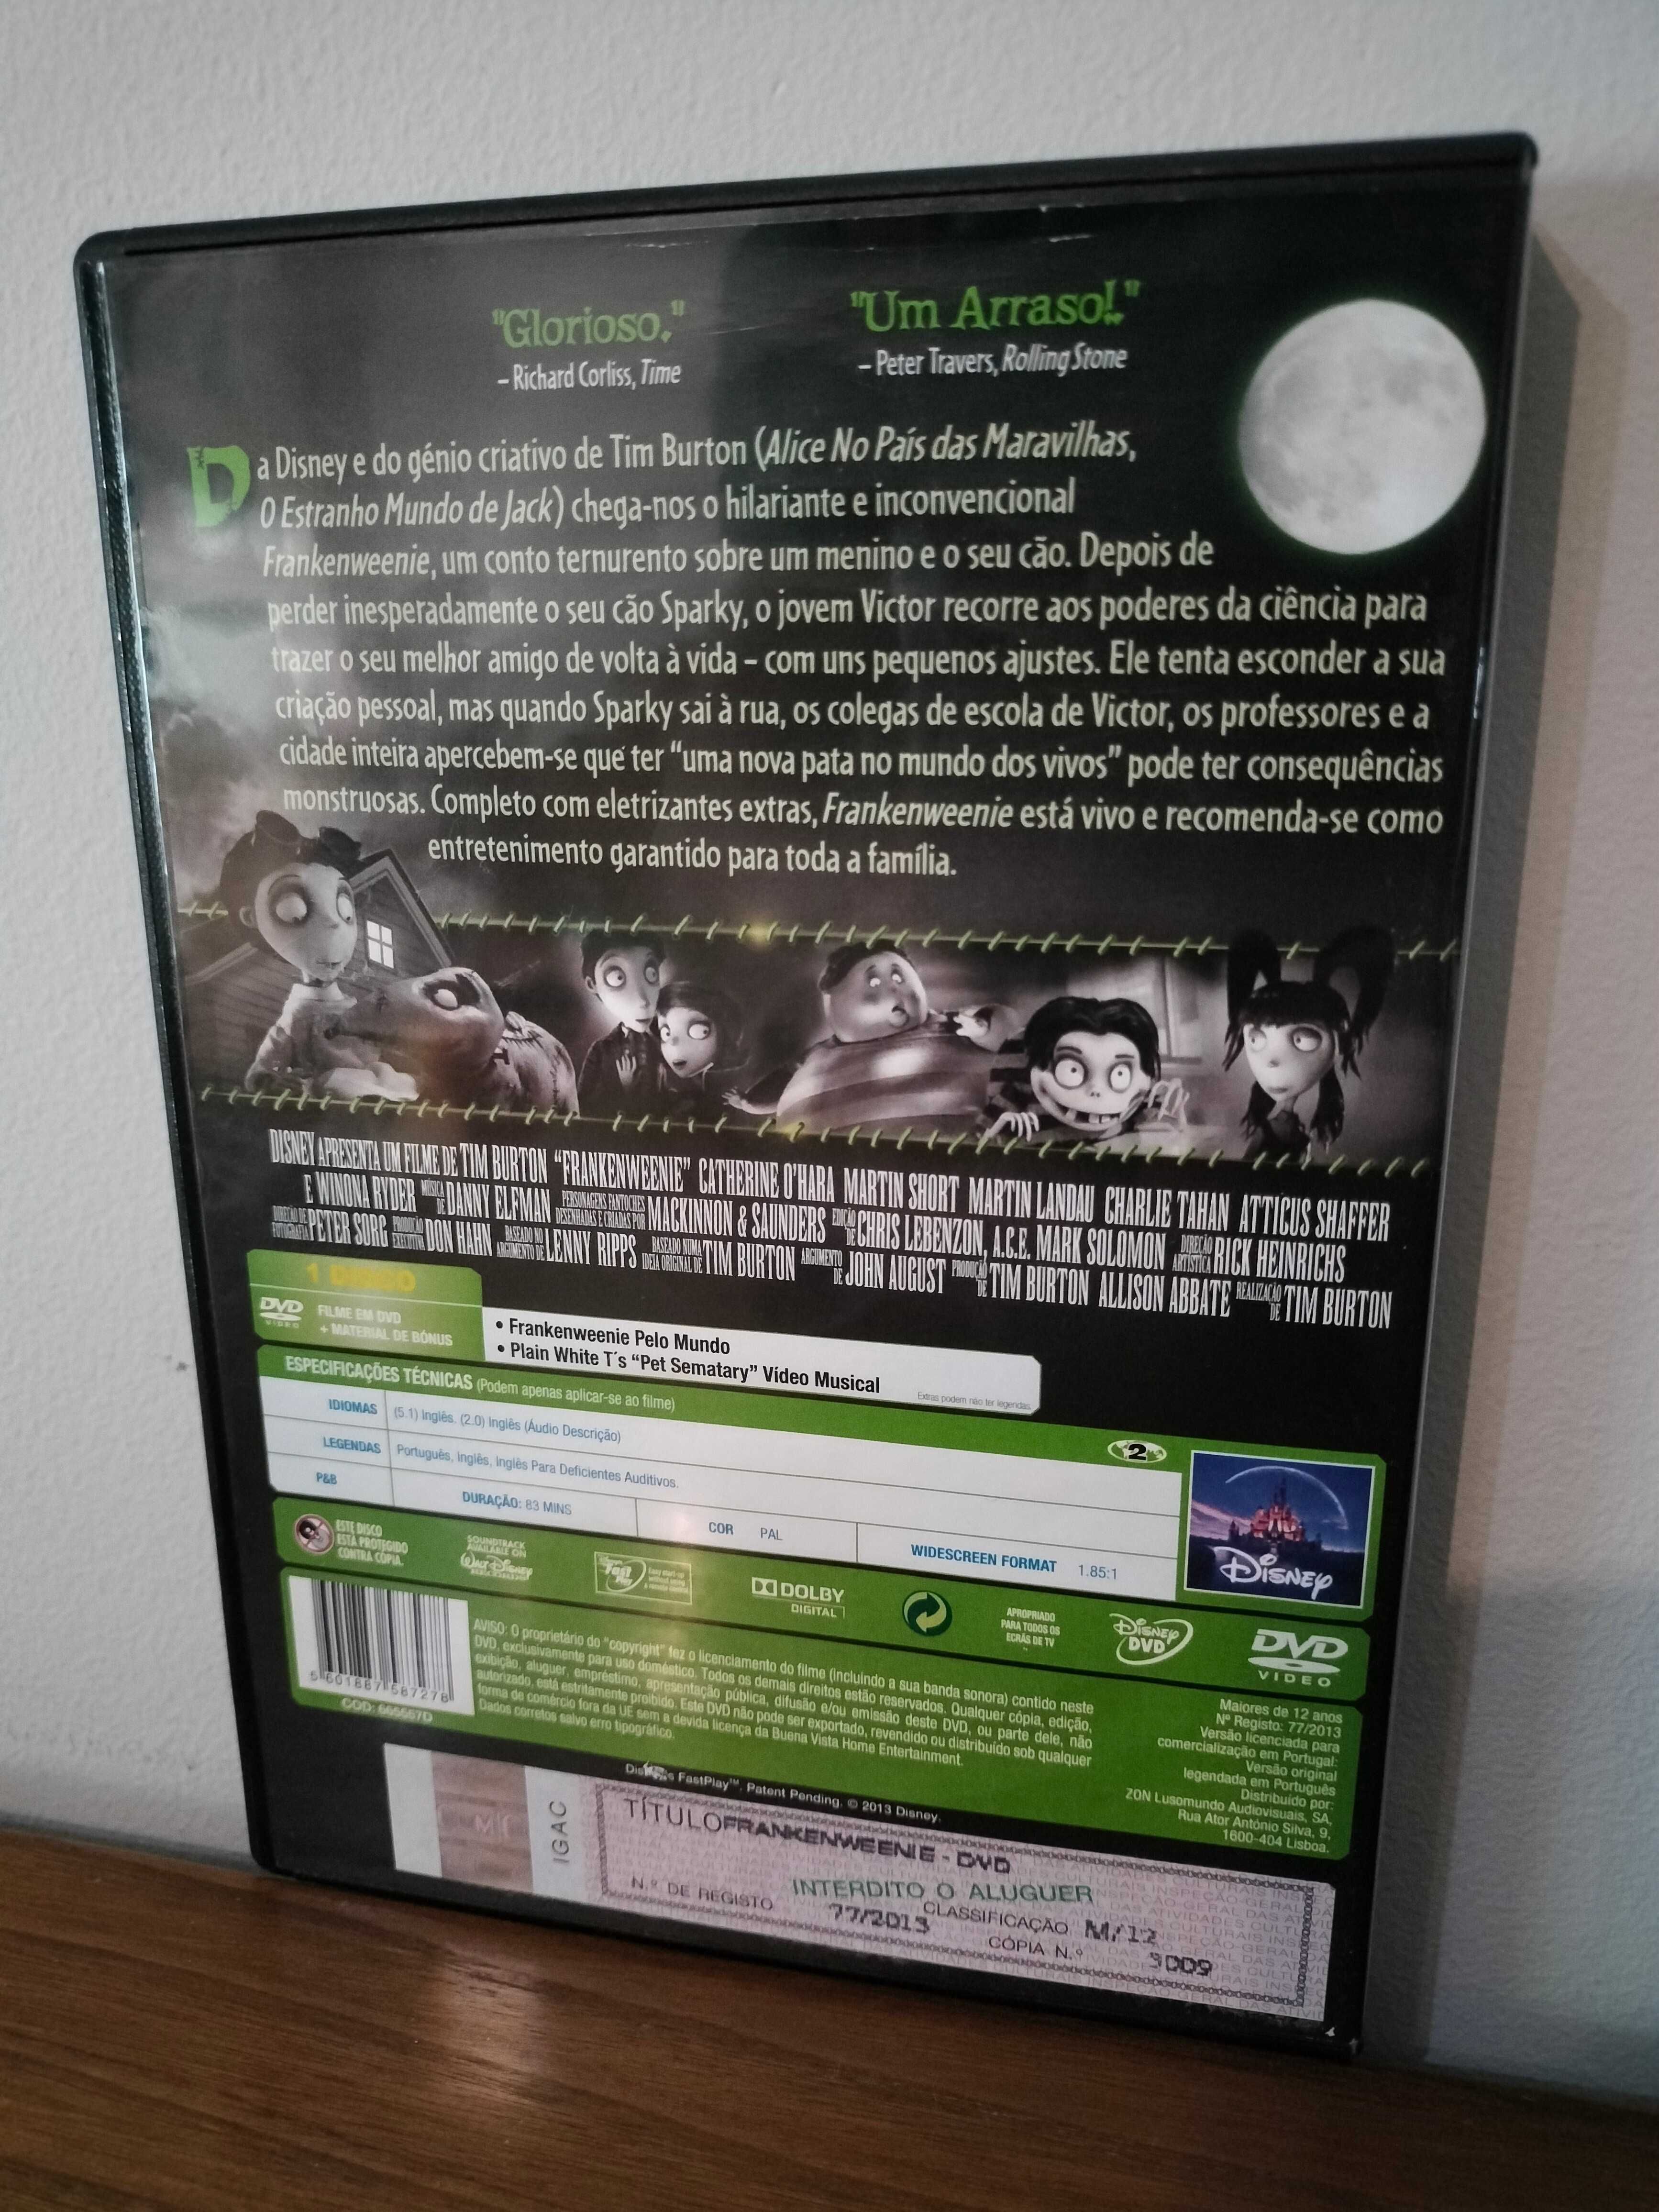 "Glorioso."
– Richard Corliss, Time
"Um Arraso!"
– Peter Travers, Rolling Stone
Da Disney e do génio criativo de Tim Burton (Alice No País das Maravilhas,
O Estranho Mundo de Jack) chega-nos o hilariante e inconvencional
Frankenweenie, um conto ternurento sobre um menino e o seu cão. Depois de
perder inesperadamente o seu cão Sparky, o jovem Victor recorre aos poderes da ciência para
trazer o seu melhor amigo de volta à vida – com uns pequenos ajustes. Ele tenta esconder a sua
criação pessoal, mas quando Sparky sai à rua, os colegas de escola de Victor, os professores e a
cidade inteira apercebem-se que ter “uma nova pata no mundo dos vivos” pode ter consequências
monstruosas. Completo com eletrizantes extras, Frankenweenie está vivo e recomenda-se como
entretenimento garantido para toda a família.
DISNEY APRESENTA UM FILME DE TIM BURTON “FRANKENWEENIE” CATHERINE O'HARA MARTIN SHORT MARTIN LANDAU CHARLIE TAHAN ATTICUS SHAFFER
E WINONA RYDER MÚSICA DE DANNY ELFMAN PERSONAGENS FANTOCHES DESENHADAS E CRIADAS POR MACKINNON & SAUNDERS EDIÇÃO DE CHRIS LEBENZON, A.C.E. MARK SOLOMON DIREÇÃO ARTÍSTICA RICK HEINRICHS
DIREÇÃO DE FOTOGRAFIA PETER SORG PRODUÇÃO EXECUTIVA DON HAHN BASEADO NO ARGUMENTO DE LENNY RIPPS BASEADO NUMA IDEIA ORIGINAL DE TIM BURTON ARGUMENTO DE JOHN AUGUST PRODUÇÃO DE TIM BURTON ALLISON ABBATE REALIZAÇÃO DE TIM BURTON
1 DISCO
DVD VIDEO
FILME EM DVD
+ MATERIAL DE BÓNUS
• Frankenweenie Pelo Mundo
• Plain White T´s “Pet Sematary” Vídeo Musical
Extras podem não ter legendas
ESPECIFICAÇÕES TÉCNICAS (Podem apenas aplicar-se ao filme)
2
IDIOMAS (5.1) Inglês. (2.0) Inglês (Áudio Descrição)
LEGENDAS Português, Inglês, Inglês Para Deficientes Auditivos.
P&B DURAÇÃO: 83 MINS COR PAL WIDESCREEN FORMAT 1.85:1
DISNEY
ESTE DISCO
ESTÁ PROTEGIDO
CONTRA CÓPIA.
SOUNDTRACK
AVAILABLE ON
WALT DISNEY
Fast Play
Easy start-up
without using
a remote control
DOLBY
DIGITAL
APROPRIADO
PARA TODOS OS
ECRÃS DE TV
DISNEY
DVD
DVD
VIDEO
5 601887 587278
COD: 665567D
AVISO: O proprietário do “copyright” fez o licenciamento do filme (incluindo a sua banda sonora) contido neste
DVD, exclusivamente para uso doméstico. Todos os demais direitos estão reservados. Qualquer cópia, edição,
exibição, aluguer, empréstimo, apresentação pública, difusão e/ou emissão deste DVD, ou parte dele, não
autorizado, está estritamente proibido. Este DVD não pode ser exportado, revendido ou distribuído sob qualquer
forma de comércio fora da UE sem a devida licença da Buena Vista Home Entertainment.
Dados corretos salvo erro tipográfico.
Maiores de 12 anos
Nº Registo: 77/2013
Versão licenciada para
comercialização em Portugal:
Versão original
legendada em Português
Distribuído por:
ZON Lusomundo Audiovisuais, SA,
Rua Ator António Silva, 9,
1600-404 Lisboa.
Disney's FastPlay™. Patent Pending. © 2013 Disney.
IGAC
TÍTULO FRANKENWEENIE - DVD
INTERDITO O ALUGUER
N.º DE REGISTO 77/2013 CLASSIFICAÇÃO M/12
CÓPIA N.º 3009